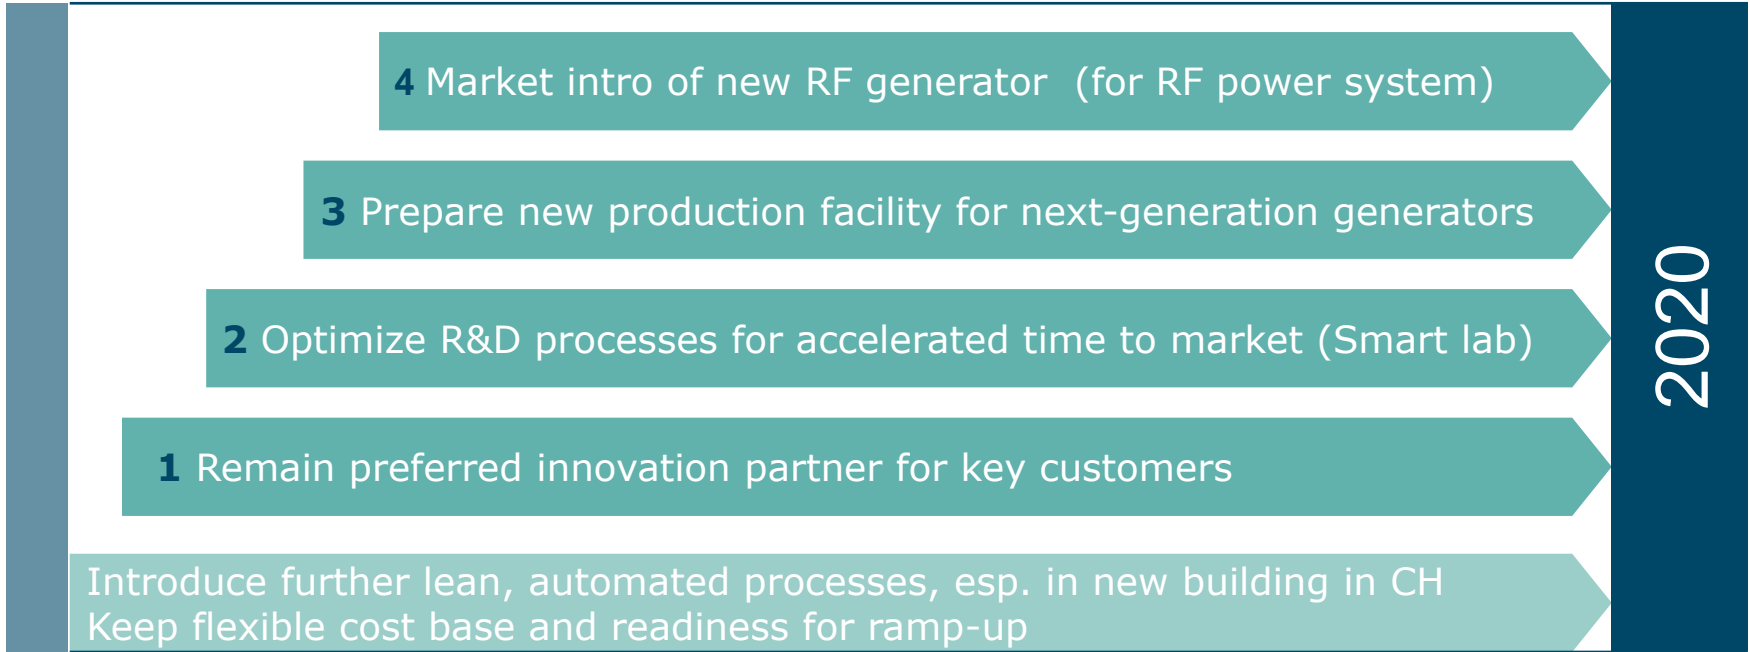 4 Market intro of new RF generator (for RF power system)
3 Prepare new production facility for next-generation generators
2 Optimize R&D processes for accelerated time to market (Smart lab)
1 Remain preferred innovation partner for key customers
Introduce further lean, automated processes, esp. in new building in CH
Keep flexible cost base and readiness for ramp-up
2020